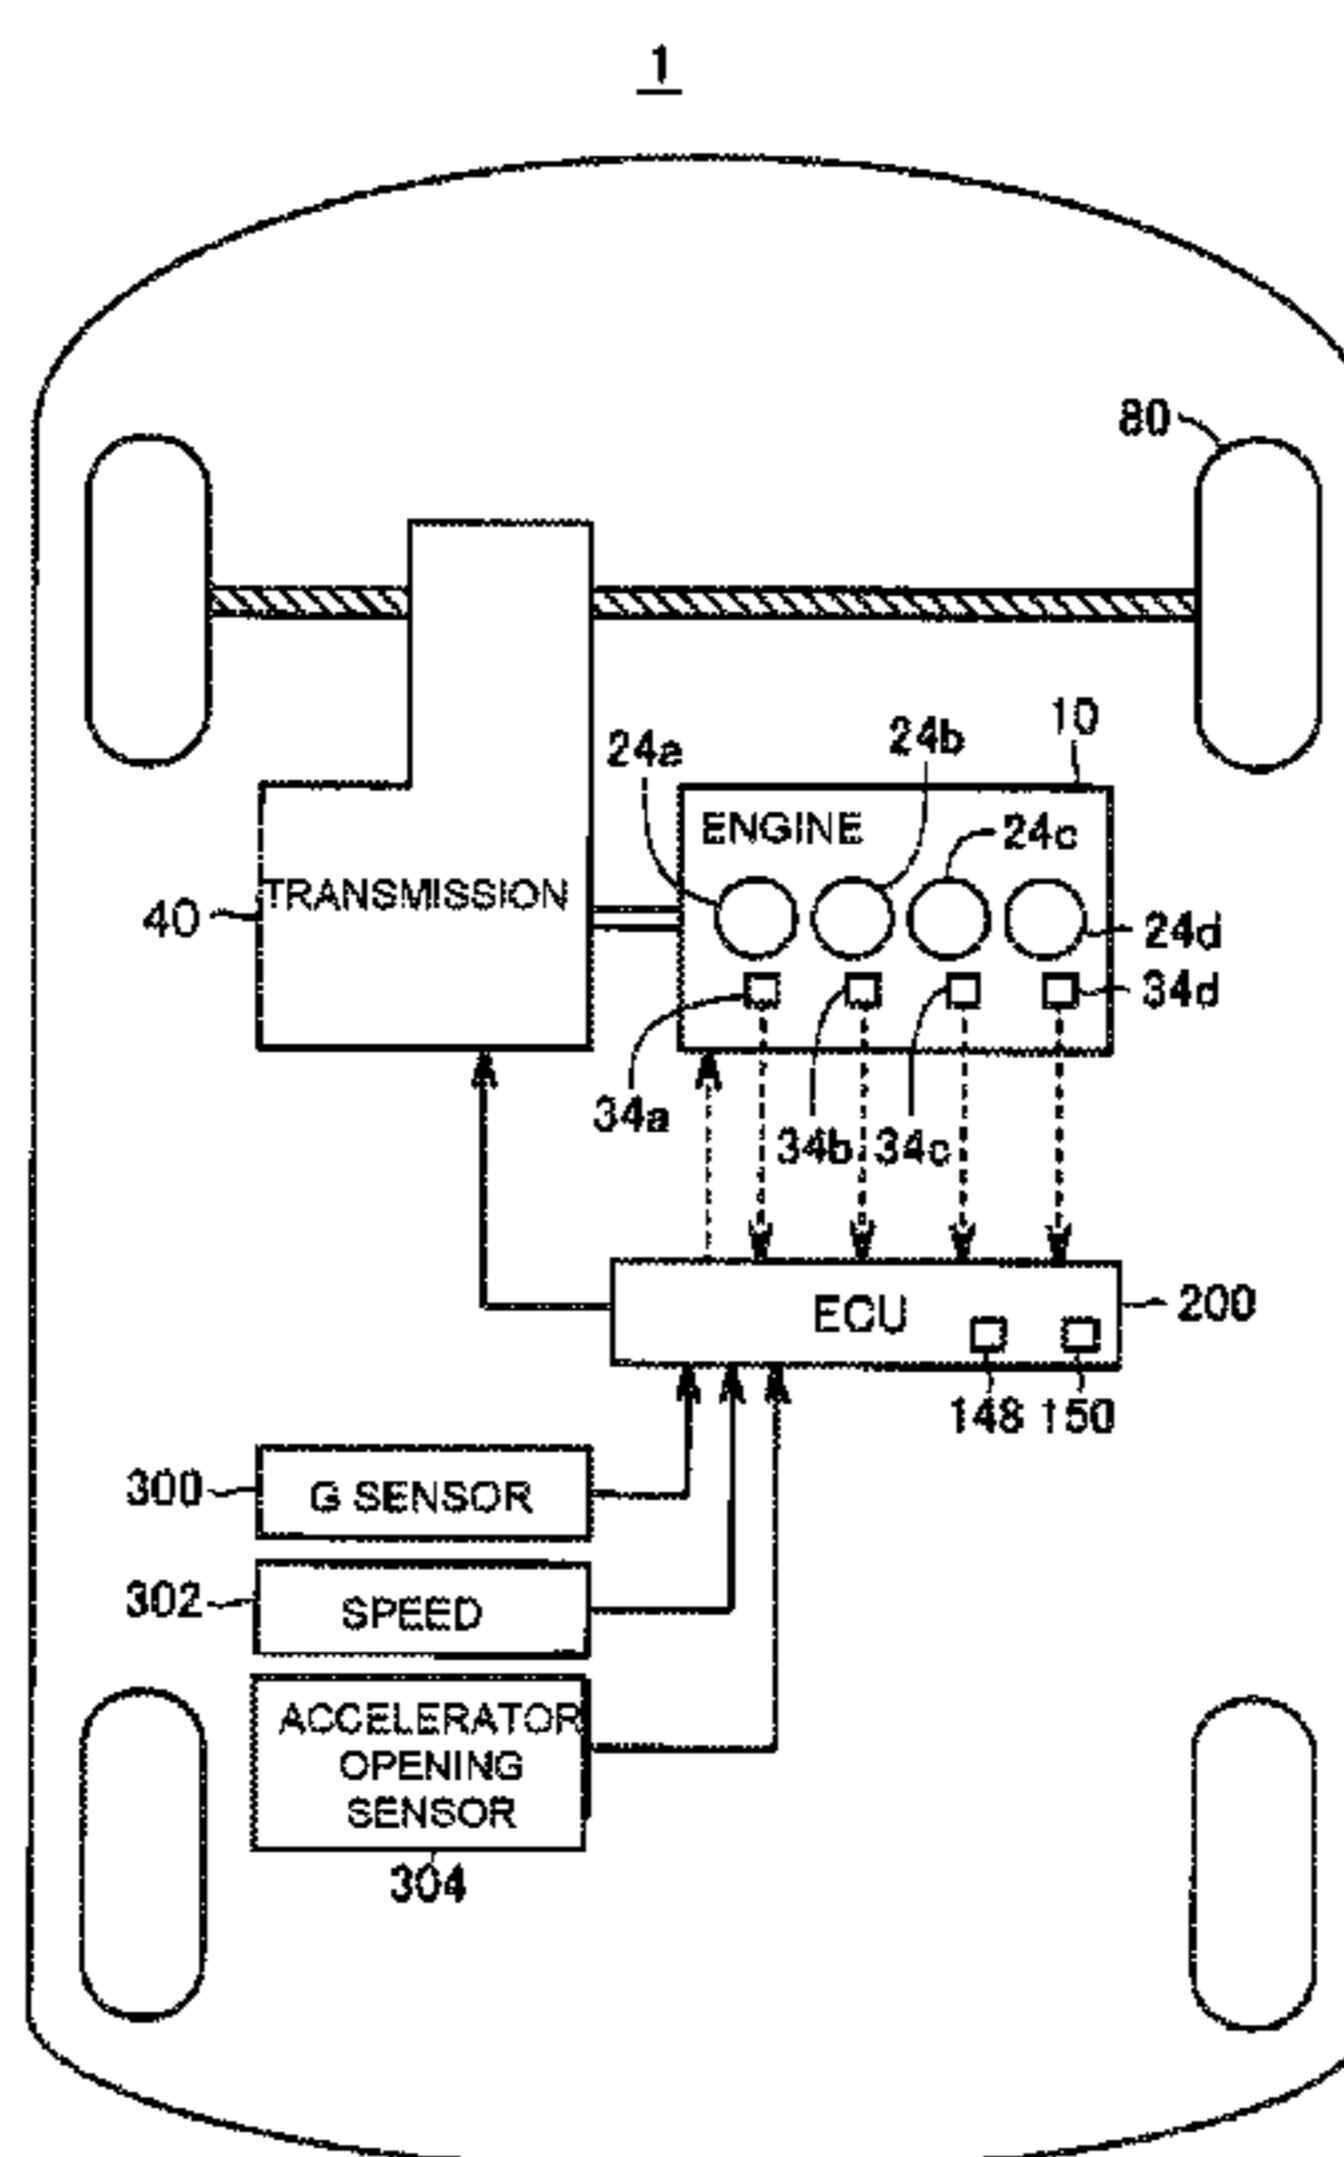 1
80
10
24a
24b
ENGINE
24c
TRANSMISSION
40
24d
34d
34a
34b
34c
ECU
200
148
150
300
G SENSOR
302
SPEED
ACCELERATOR
OPENING
SENSOR
304